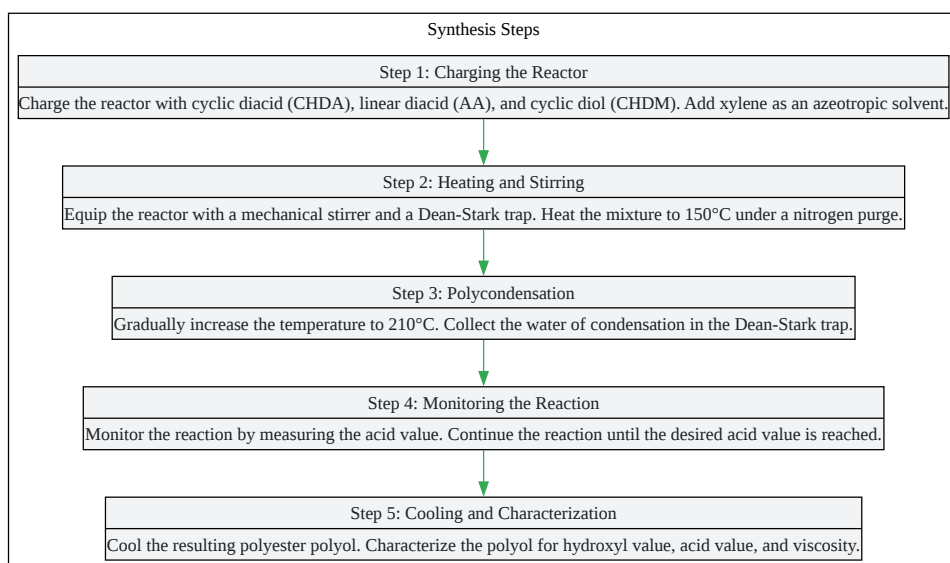 Synthesis Steps
Step 1: Charging the Reactor
Charge the reactor with cyclic diacid (CHDA), linear diacid (AA), and cyclic diol (CHDM). Add xylene as an azeotropic solvent.
Step 2: Heating and Stirring
Equip the reactor with a mechanical stirrer and a Dean-Stark trap. Heat the mixture to 150°C under a nitrogen purge.
Step 3: Polycondensation
Gradually increase the temperature to 210°C. Collect the water of condensation in the Dean-Stark trap.
Step 4: Monitoring the Reaction
Monitor the reaction by measuring the acid value. Continue the reaction until the desired acid value is reached.
Step 5: Cooling and Characterization
Cool the resulting polyester polyol. Characterize the polyol for hydroxyl value, acid value, and viscosity.